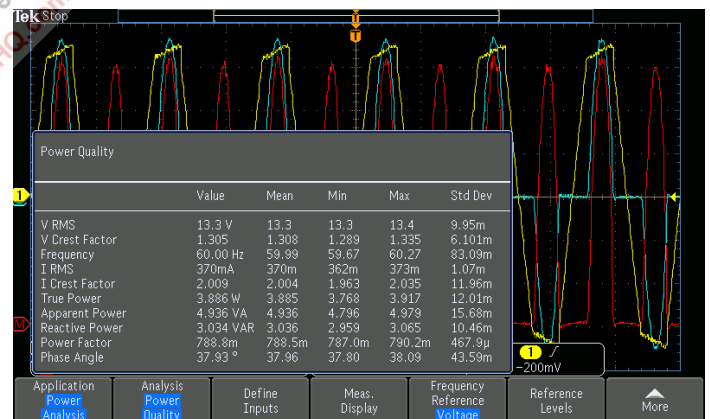 Tek Stop
T
T
Power Quality
Value Mean Min Max Std Dev
V RMS 13.3 V 13.3 13.3 13.4 9.95m
V Crest Factor 1.305 1.308 1.289 1.335 6.101m
Frequency 60.00 Hz 59.99 59.67 60.27 83.09m
I RMS 370mA 370m 362m 373m 1.07m
I Crest Factor 2.009 2.004 1.963 2.035 11.96m
True Power 3.886 W 3.885 3.768 3.917 12.01m
Apparent Power 4.936 VA 4.936 4.796 4.979 15.68m
Reactive Power 3.034 VAR 3.036 2.959 3.065 10.46m
Power Factor 788.8m 788.5m 787.0m 790.2m 467.9µ
Phase Angle 37.93 ° 37.96 37.80 38.09 43.59m
1
M
1
-200mV
Application
Power
Analysis
Analysis
Power
Quality
Define
Inputs
Meas.
Display
Frequency
Reference
Voltage
Reference
Levels
More